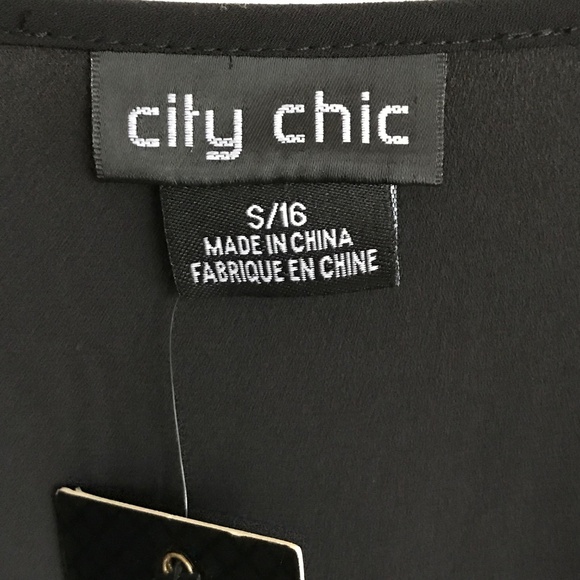 city chic
S/16
MADE IN CHINA
FABRIQUE EN CHINE